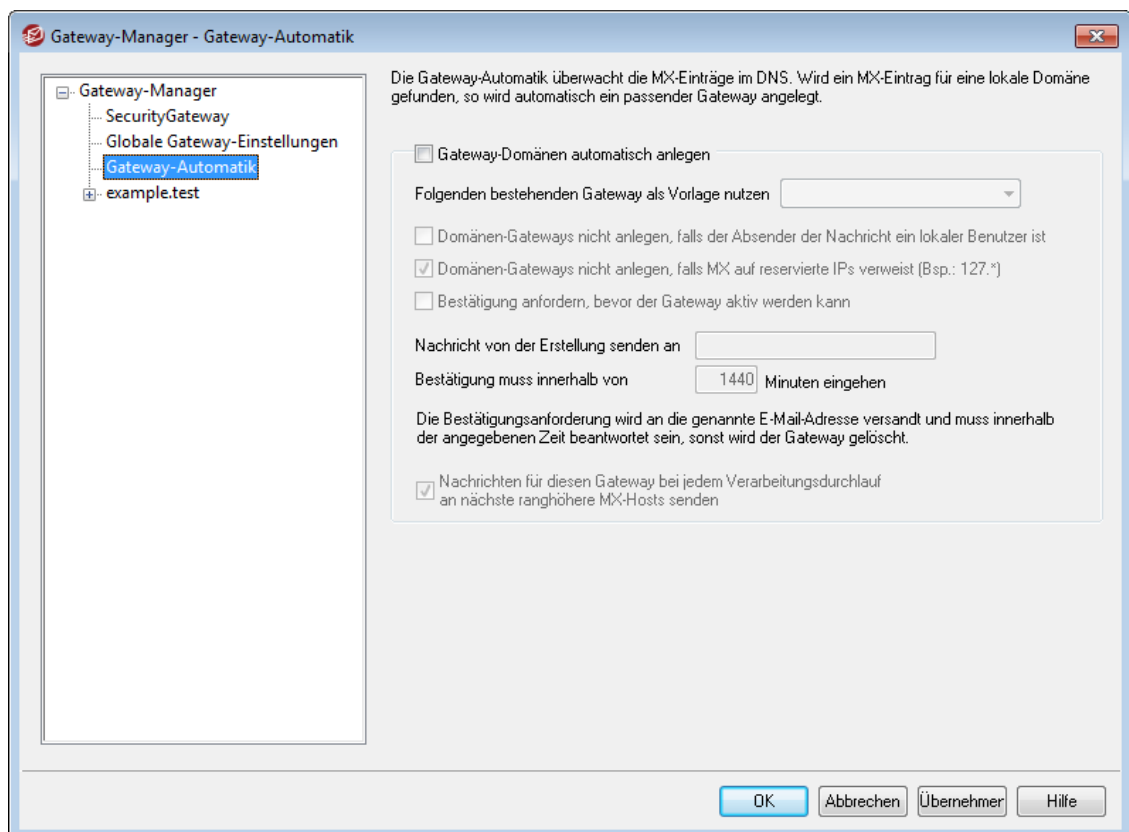 Gateway-Manager - Gateway-Automatik
Gateway-Manager
SecurityGateway
Globale Gateway-Einstellungen
Gateway-Automatik
example.test
Die Gateway-Automatik überwacht die MX-Einträge im DNS. Wird ein MX-Eintrag für eine lokale Domäne
gefunden, so wird automatisch ein passender Gateway angelegt.
Gateway-Domänen automatisch anlegen
Folgenden bestehenden Gateway als Vorlage nutzen
Domänen-Gateways nicht anlegen, falls der Absender der Nachricht ein lokaler Benutzer ist
Domänen-Gateways nicht anlegen, falls MX auf reservierte IPs verweist (Bsp.: 127.*)
Bestätigung anfordern, bevor der Gateway aktiv werden kann
Nachricht von der Erstellung senden an
Bestätigung muss innerhalb von 1440 Minuten eingehen
Die Bestätigungsanforderung wird an die genannte E-Mail-Adresse versandt und muss innerhalb
der angegebenen Zeit beantwortet sein, sonst wird der Gateway gelöscht.
Nachrichten für diesen Gateway bei jedem Verarbeitungsdurchlauf
an nächste ranghöhere MX-Hosts senden
OK Abbrechen Übernehmer Hilfe